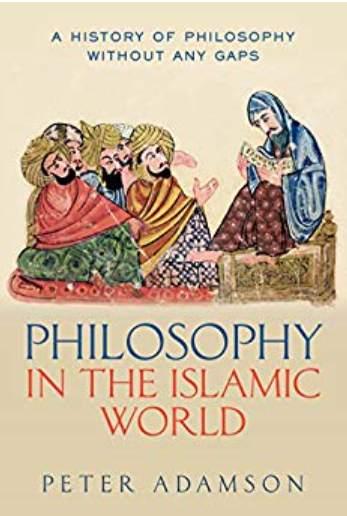 A HISTORY OF PHILOSOPHY
WITHOUT ANY GAPS
PHILOSOPHY
IN THE ISLAMIC
WORLD
PETER ADAMSON